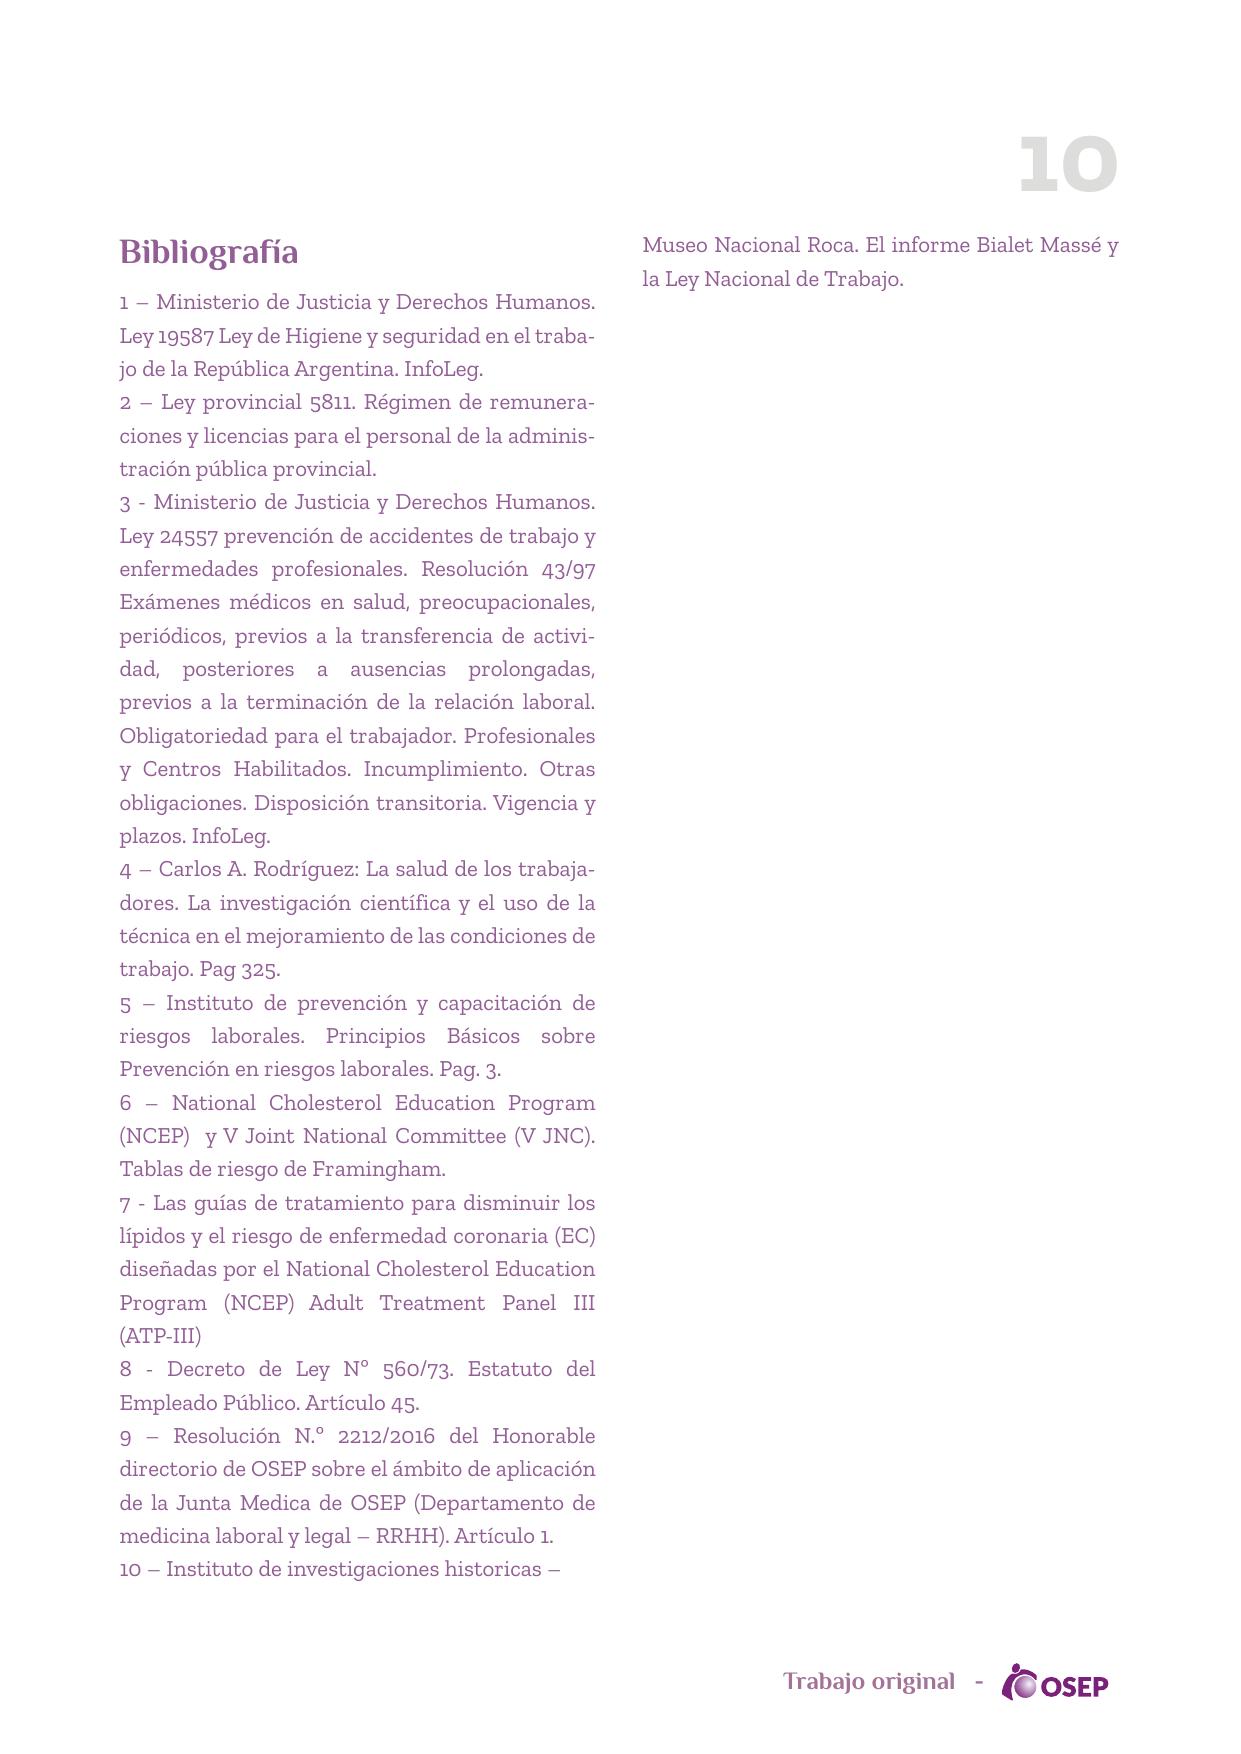 10
Bibliografía
1 – Ministerio de Justicia y Derechos Humanos.
Ley 19587 Ley de Higiene y seguridad en el traba-
jo de la República Argentina. InfoLeg.
2 – Ley provincial 5811. Régimen de remunera-
ciones y licencias para el personal de la adminis-
tración pública provincial.
3 - Ministerio de Justicia y Derechos Humanos.
Ley 24557 prevención de accidentes de trabajo y
enfermedades profesionales. Resolución 43/97
Exámenes médicos en salud, preocupacionales,
periódicos, previos a la transferencia de activi-
dad, posteriores a ausencias prolongadas,
previos a la terminación de la relación laboral.
Obligatoriedad para el trabajador. Profesionales
y Centros Habilitados. Incumplimiento. Otras
obligaciones. Disposición transitoria. Vigencia y
plazos. InfoLeg.
4 – Carlos A. Rodríguez: La salud de los trabaja-
dores. La investigación científica y el uso de la
técnica en el mejoramiento de las condiciones de
trabajo. Pag 325.
5 – Instituto de prevención y capacitación de
riesgos laborales. Principios Básicos sobre
Prevención en riesgos laborales. Pag. 3.
6 – National Cholesterol Education Program
(NCEP) y V Joint National Committee (V JNC).
Tablas de riesgo de Framingham.
7 - Las guías de tratamiento para disminuir los
lípidos y el riesgo de enfermedad coronaria (EC)
diseñadas por el National Cholesterol Education
Program (NCEP) Adult Treatment Panel III
(ATP-III)
8 - Decreto de Ley Nº 560/73. Estatuto del
Empleado Público. Artículo 45.
9 – Resolución N.º 2212/2016 del Honorable
directorio de OSEP sobre el ámbito de aplicación
de la Junta Medica de OSEP (Departamento de
medicina laboral y legal – RRHH). Artículo 1.
10 – Instituto de investigaciones historicas –
Museo Nacional Roca. El informe Bialet Massé y
la Ley Nacional de Trabajo.
Trabajo original - OSEP